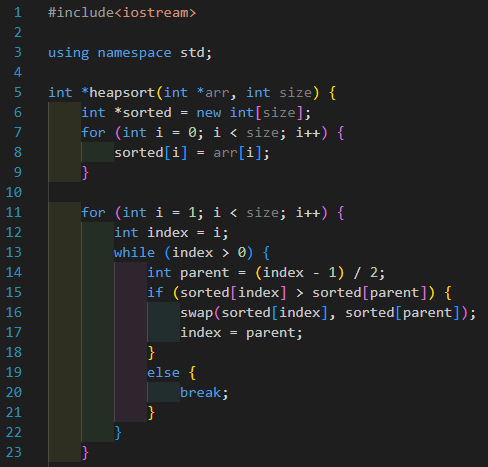 1 #include<iostream>
2
3 using namespace std;
4
5 int *heapsort(int *arr, int size) {
6     int *sorted = new int[size];
7     for (int i = 0; i < size; i++) {
8         sorted[i] = arr[i];
9     }
10
11     for (int i = 1; i < size; i++) {
12         int index = i;
13         while (index > 0) {
14             int parent = (index - 1) / 2;
15             if (sorted[index] > sorted[parent]) {
16                 swap(sorted[index], sorted[parent]);
17                 index = parent;
18             }
19             else {
20                 break;
21             }
22         }
23     }